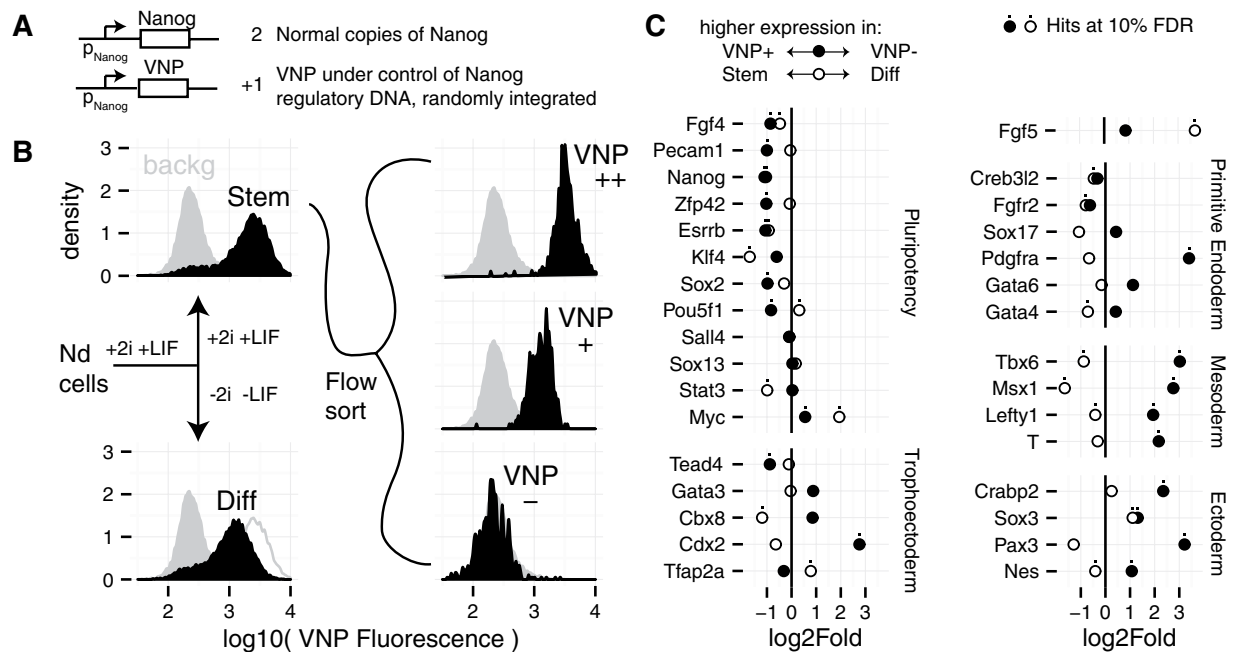 A
Nanog
pNanog
2 Normal copies of Nanog
VNP
pNanog
+1 VNP under control of Nanog
regulatory DNA, randomly integrated
B
density
3
2
1
0
backg
Stem
Nd
cells
+2i +LIF
+2i +LIF
-2i -LIF
3
2
1
0
Diff
2 3 4
Flow
sort
VNP
++
VNP
+
VNP
–
2 3 4
log10( VNP Fluorescence )
C
higher expression in:
VNP+ VNP-
Stem Diff
Hits at 10% FDR
Fgf4
Pecam1
Nanog
Zfp42
Esrrb
Klf4
Sox2
Pou5f1
Sall4
Sox13
Stat3
Myc
Pluripotency
Tead4
Gata3
Cbx8
Cdx2
Tfap2a
Trophoectoderm
−1 0 1 2 3
log2Fold
Fgf5
Creb3l2
Fgfr2
Sox17
Pdgfra
Gata6
Gata4
Primitive Endoderm
Tbx6
Msx1
Lefty1
T
Mesoderm
Crabp2
Sox3
Pax3
Nes
Ectoderm
−1 0 1 2 3
log2Fold